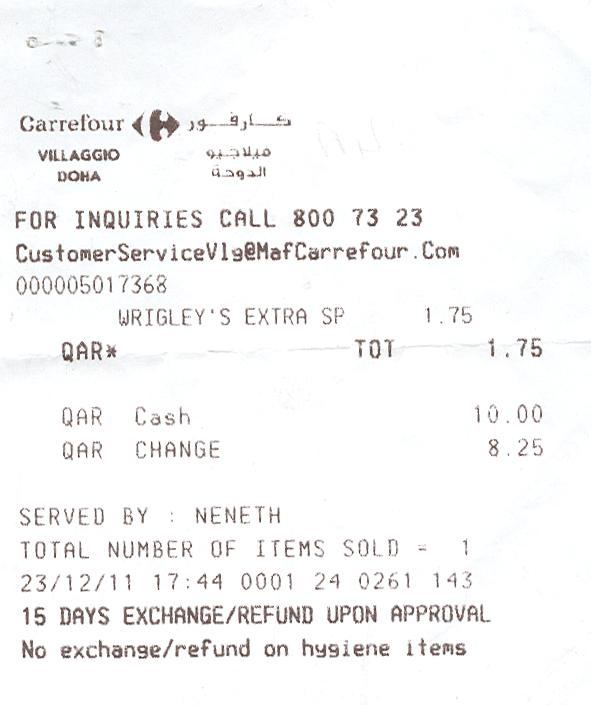 Carrefour كارفور
VILLAGGIO فيلاجيو
DOHA الدوحة
FOR INQUIRIES CALL 800 73 23
CustomerServiceVlg@MafCarrefour.Com
000005017368
WRIGLEY'S EXTRA SP 1.75
QAR* TOT 1.75
QAR Cash 10.00
QAR CHANGE 8.25
SERVED BY : NENETH
TOTAL NUMBER OF ITEMS SOLD = 1
23/12/11 17:44 0001 24 0261 143
15 DAYS EXCHANGE/REFUND UPON APPROVAL
No exchange/refund on hygiene items